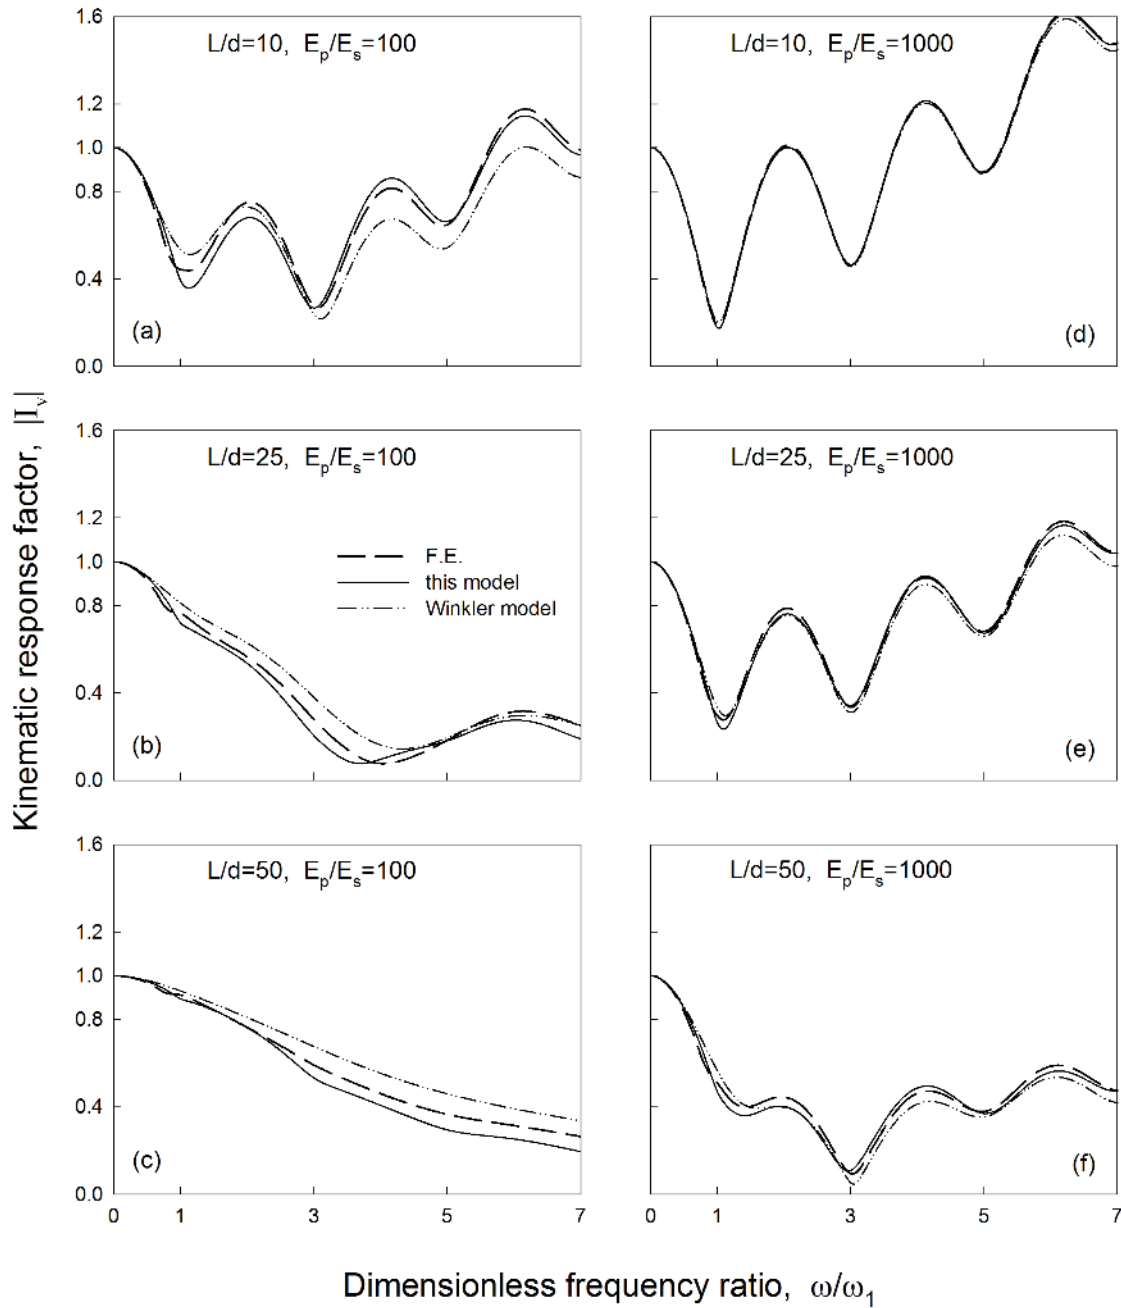 1.6
1.2
1.0
0.8
0.4
0.0
L/d=10, Ep/Es=100
(a)
L/d=10, Ep/Es=1000
(d)
Kinematic response factor, |Iv|
1.6
1.2
1.0
0.8
0.4
0.0
L/d=25, Ep/Es=100
F.E.
this model
Winkler model
(b)
L/d=25, Ep/Es=1000
(e)
1.6
1.2
1.0
0.8
0.4
0.0
L/d=50, Ep/Es=100
(c)
L/d=50, Ep/Es=1000
(f)
0 1 3 5 7
0 1 3 5 7
Dimensionless frequency ratio, ω/ω1